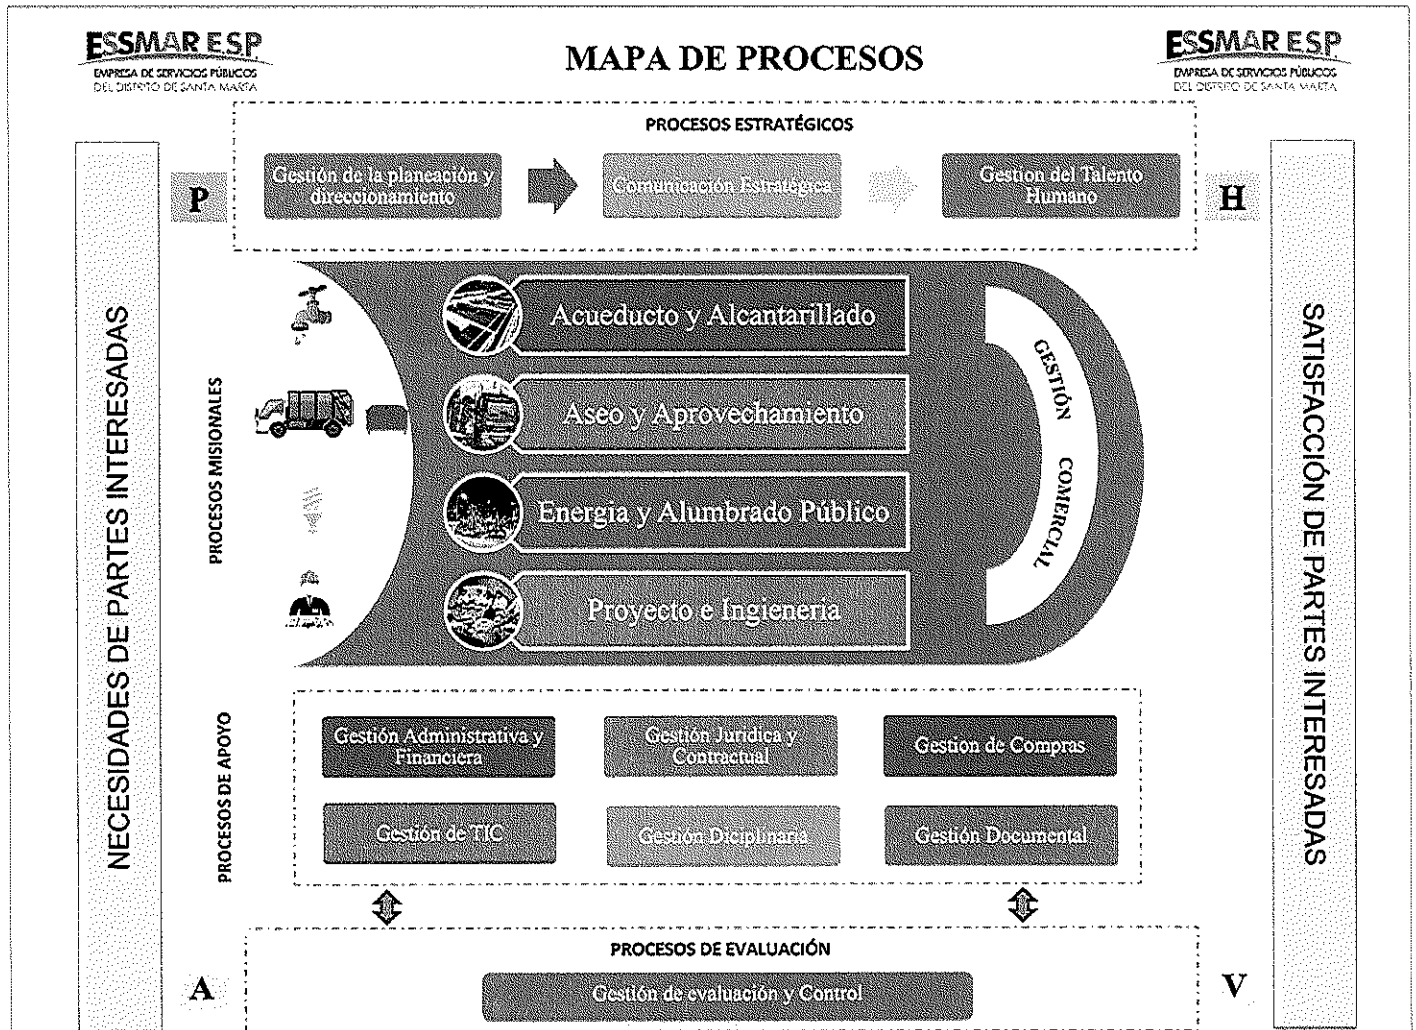 ESSMAR E.S.P.
EMPRESA DE SERVICIOS PÚBLICOS
DEL DISTRITO DE SANTA MARTA
MAPA DE PROCESOS
ESSMAR E.S.P.
EMPRESA DE SERVICIOS PÚBLICOS
DEL DISTRITO DE SANTA MARTA
PROCESOS ESTRATÉGICOS
P
Gestión de la planeación y
direccionamiento
Comunicación Estratégica
Gestion del Talento
Humano
H
NECESIDADES DE PARTES INTERESADAS
PROCESOS MISIONALES
Acueducto y Alcantarillado
Aseo y Aprovechamiento
Energia y Alumbrado Público
Proyecto e Ingieneria
GESTIÓN COMERCIAL
SATISFACCIÓN DE PARTES INTERESADAS
PROCESOS DE APOYO
Gestión Administrativa y
Financiera
Gestión Juridica y
Contractual
Gestion de Compras
Gestión de TIC
Gestión Diciplinaria
Gestión Documental
PROCESOS DE EVALUACIÓN
A
Gestión de evaluación y Control
V